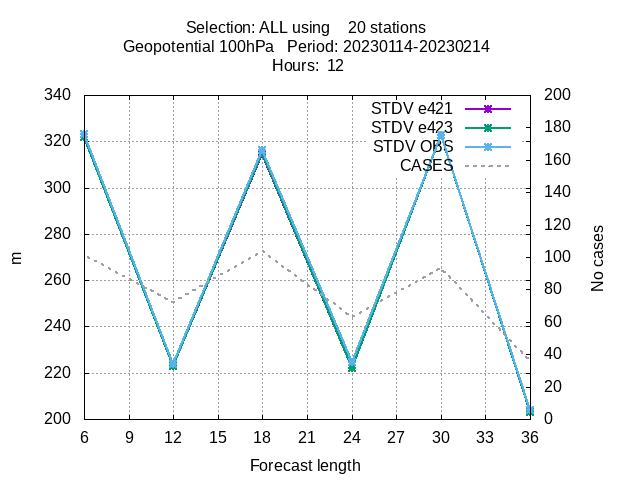 Selection: ALL using    20 stations
Geopotential 100hPa   Period: 20230114-20230214
Hours:  12
STDV e421
STDV e423
STDV OBS
CASES
340
320
300
280
260
240
220
200
m
200
180
160
140
120
100
80
60
40
20
0
No cases
6 9 12 15 18 21 24 27 30 33 36
Forecast length